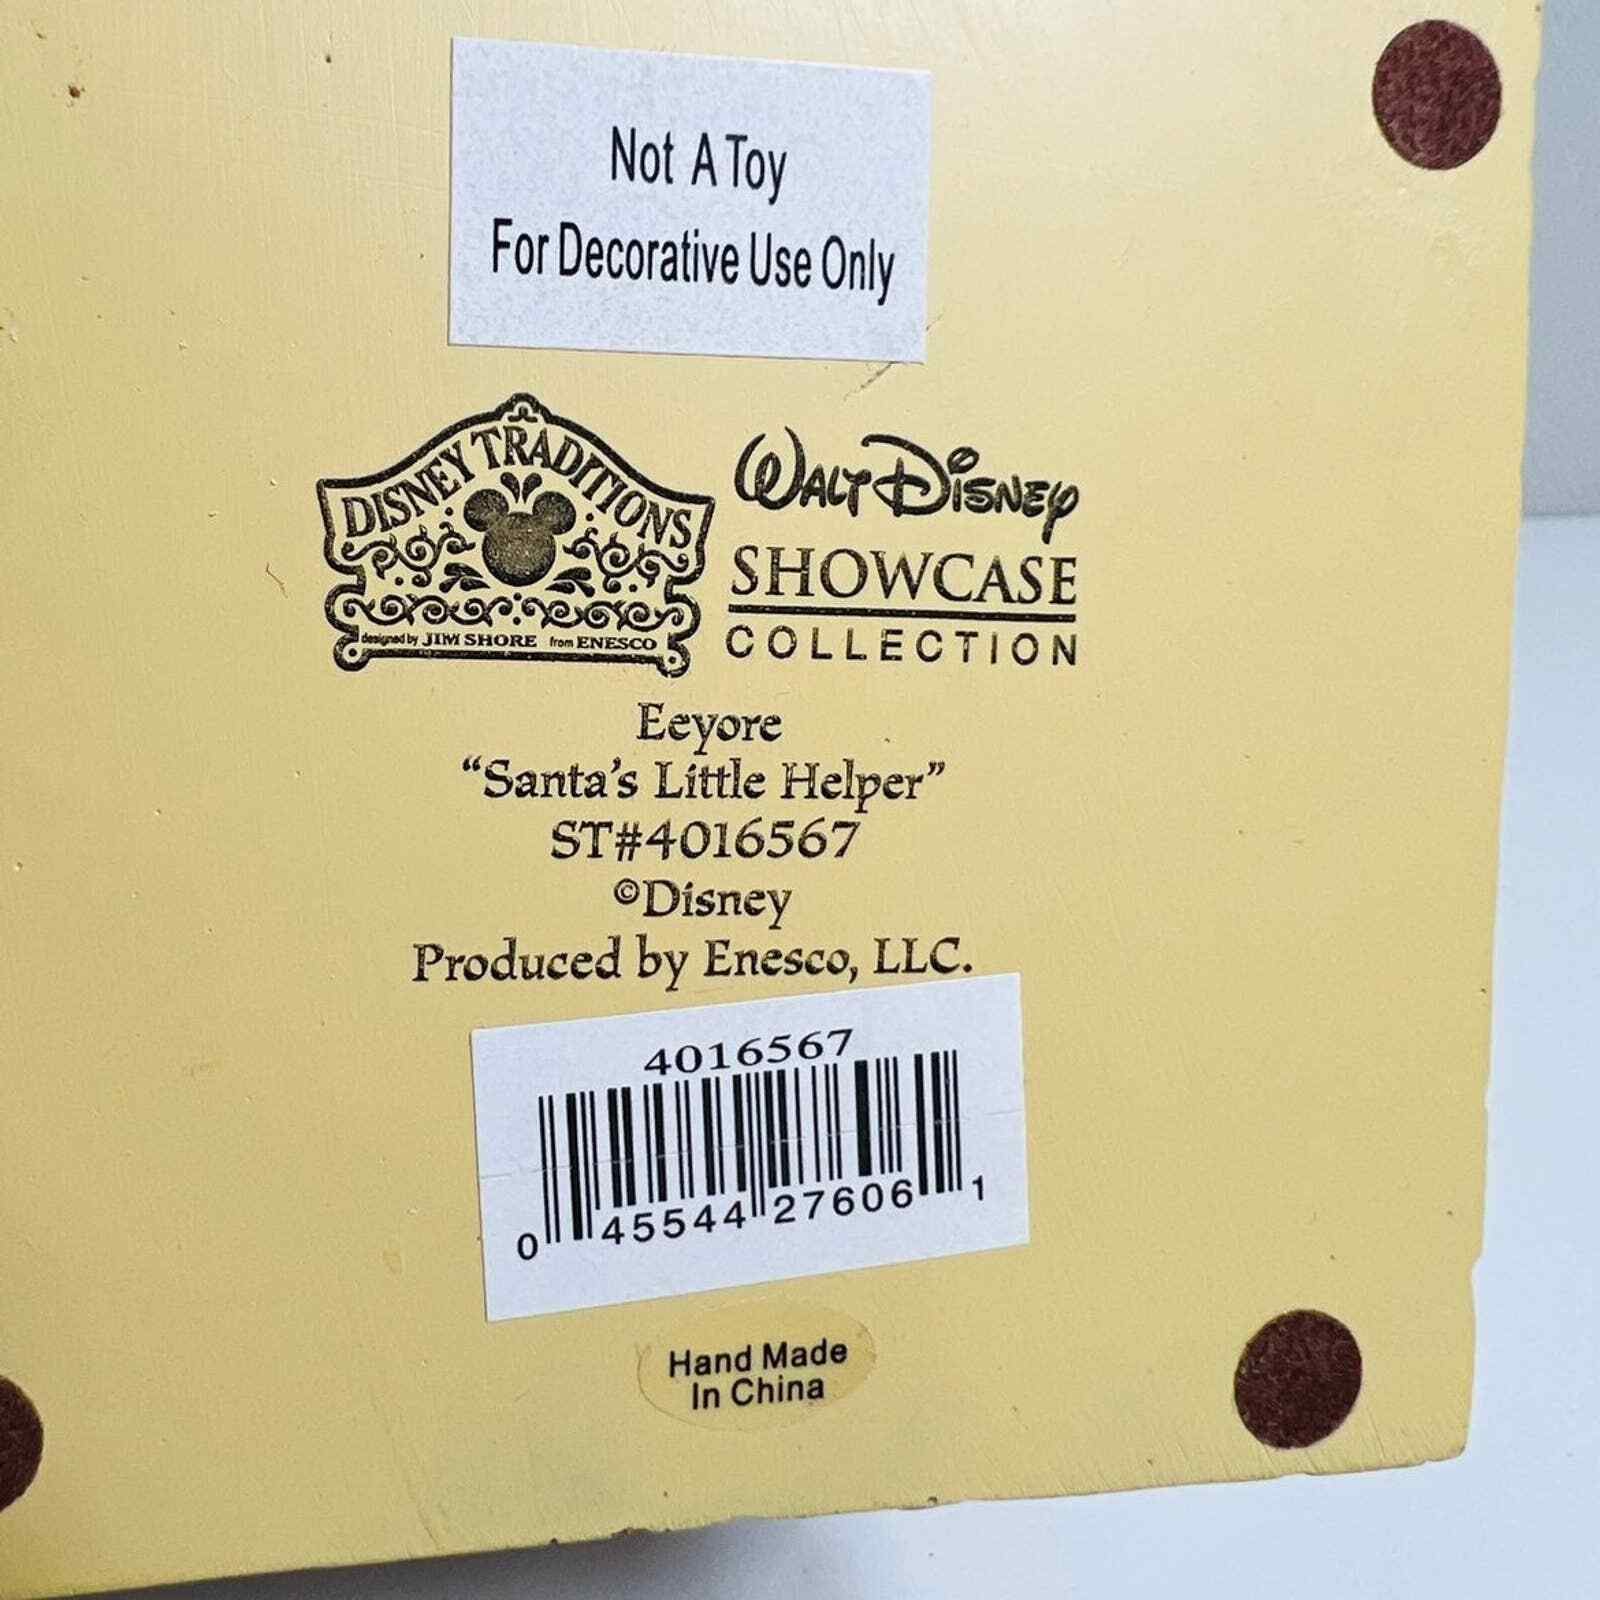 Not A Toy
For Decorative Use Only
DISNEY TRADITIONS
designed by JIM SHORE from ENESCO
WALT DISNEY
SHOWCASE
COLLECTION
Eeyore
“Santa’s Little Helper”
ST#4016567
©Disney
Produced by Enesco, LLC.
4016567
0 45544 27606 1
Hand Made
In China